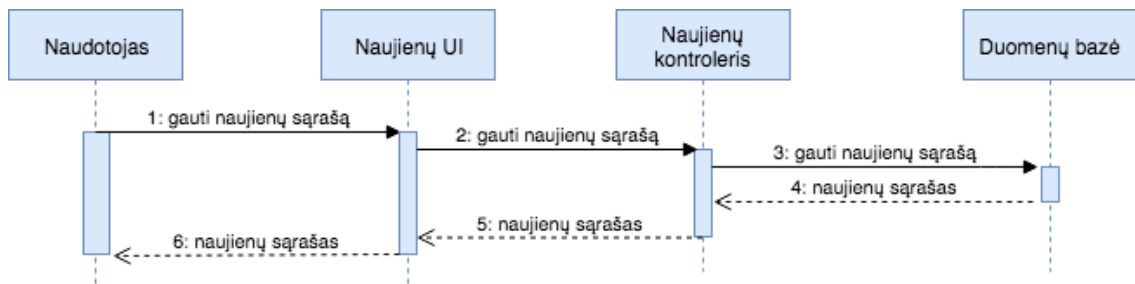 Naudotojas
Naujienų UI
Naujienų
kontroleris
Duomenų bazė
1: gauti naujienų sąrašą
2: gauti naujienų sąrašą
3: gauti naujienų sąrašą
4: naujienų sąrašas
5: naujienų sąrašas
6: naujienų sąrašas